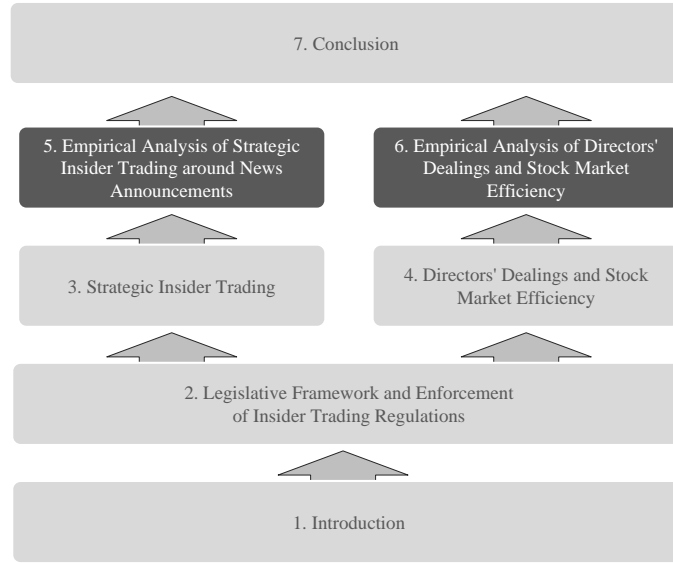 7. Conclusion
5. Empirical Analysis of Strategic
Insider Trading around News
Announcements
6. Empirical Analysis of Directors'
Dealings and Stock Market
Efficiency
3. Strategic Insider Trading
4. Directors' Dealings and Stock
Market Efficiency
2. Legislative Framework and Enforcement
of Insider Trading Regulations
1. Introduction